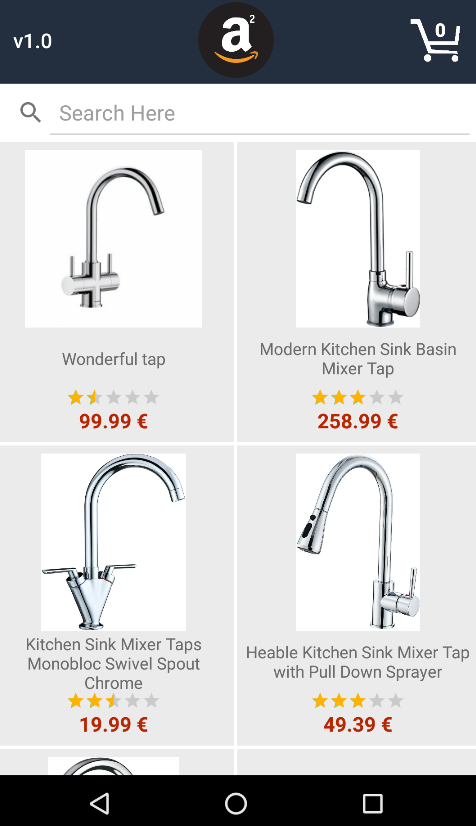 v1.0
a2
0
Search Here
Wonderful tap
99.99 €
Modern Kitchen Sink Basin
Mixer Tap
258.99 €
Kitchen Sink Mixer Taps
Monobloc Swivel Spout
Chrome
19.99 €
Heable Kitchen Sink Mixer Tap
with Pull Down Sprayer
49.39 €